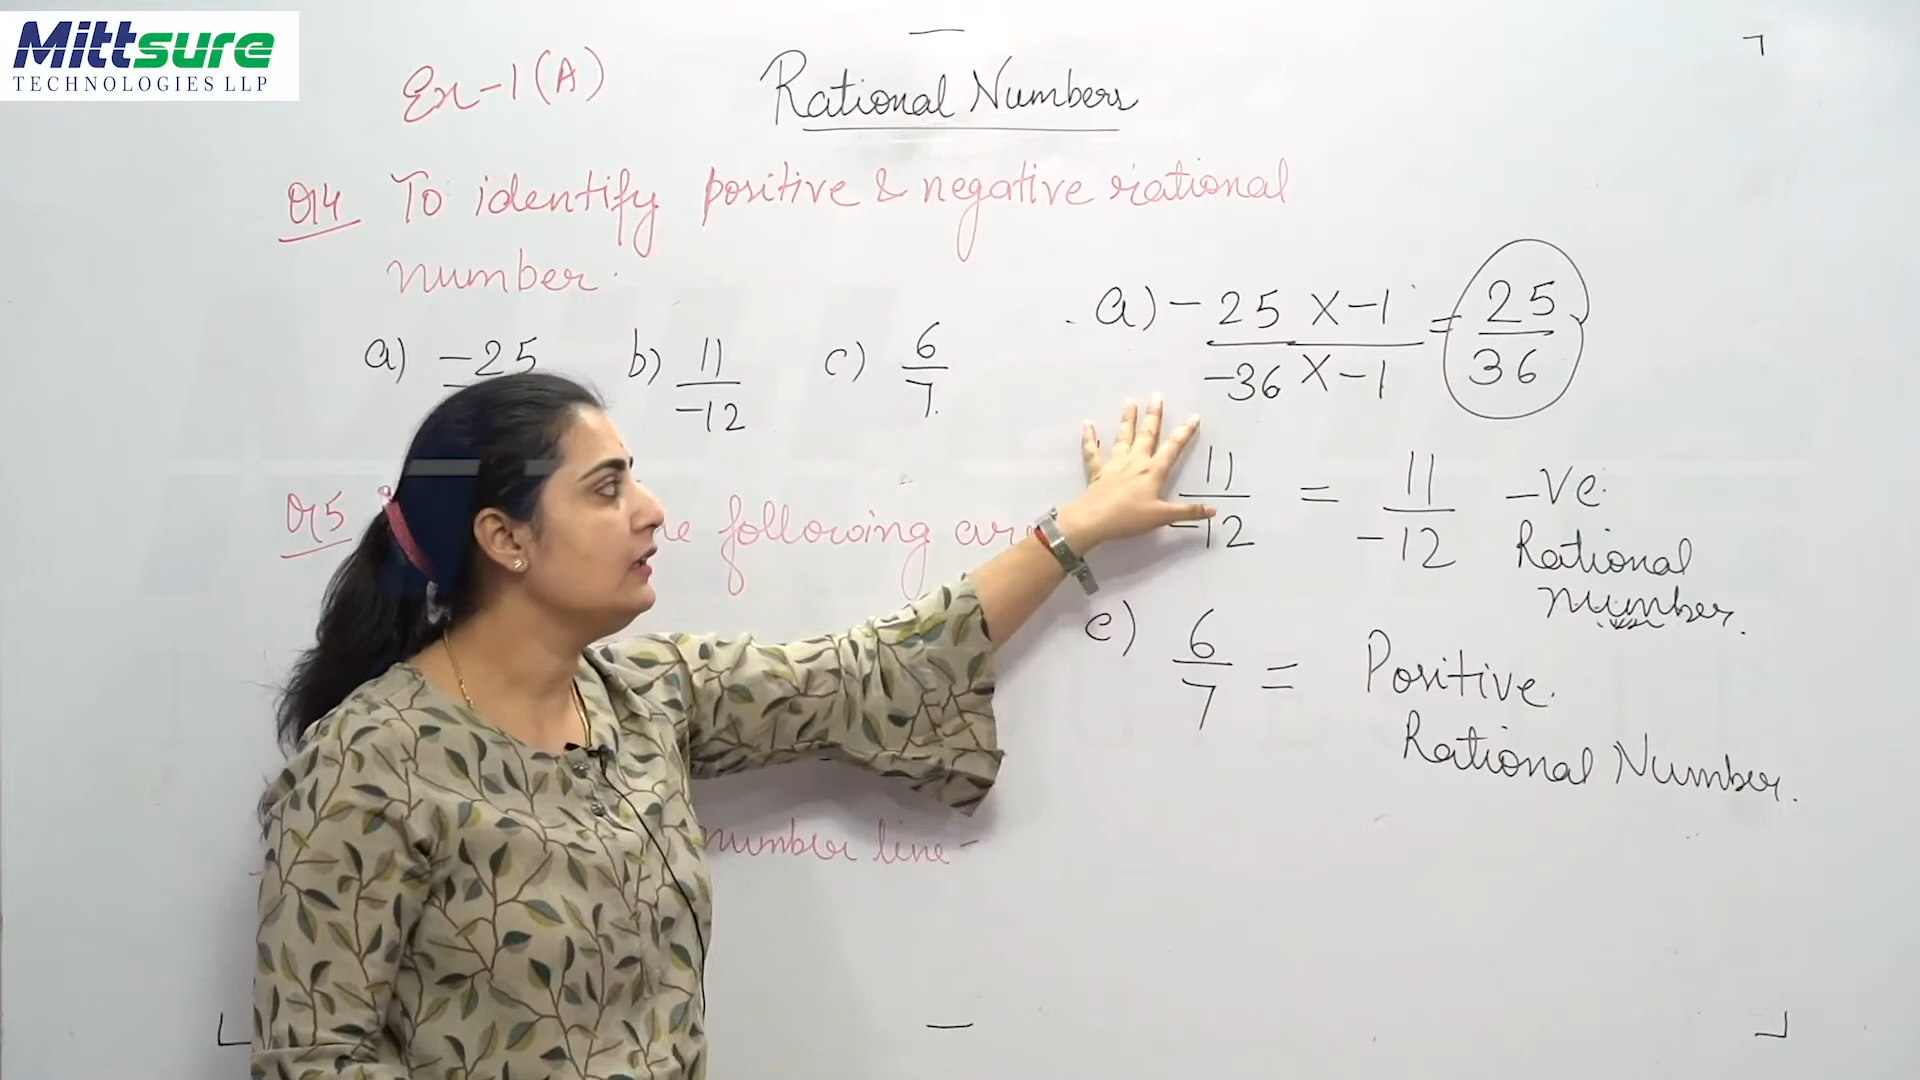 Mittsure
TECHNOLOGIES LLP
Ex-1(A)
Rational Numbers
Q4 To identify positive & negative rational
number.
a) -25
b) 11/-12
c) 6/7
Q5 following are
number line-
a) -25 X -1 / -36 X -1 = 25/36
11/-12 = 11/-12 -ve
Rational
number.
c) 6/7 = Positive
Rational Number.